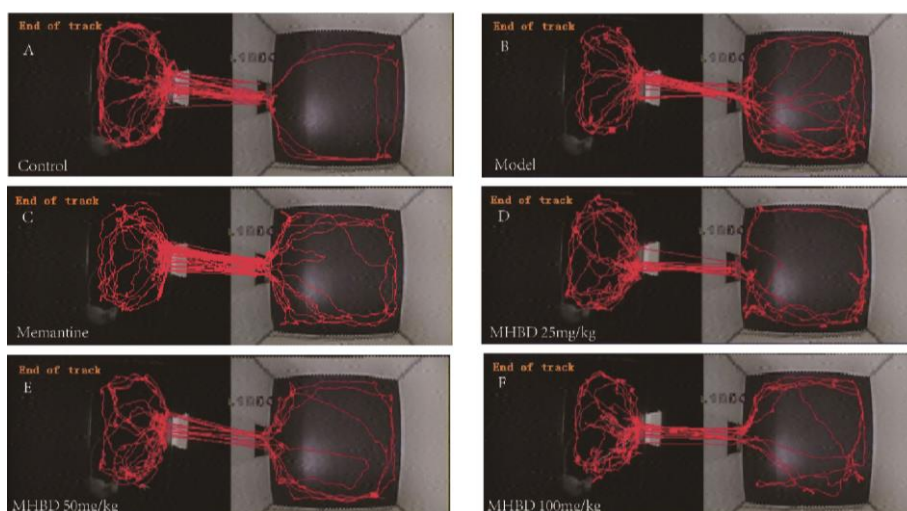 End of track
A
Control
End of track
B
Model
End of track
C
Memantine
End of track
D
MHBD 25mg/kg
End of track
E
MHBD 50mg/kg
End of track
F
MHBD 100mg/kg